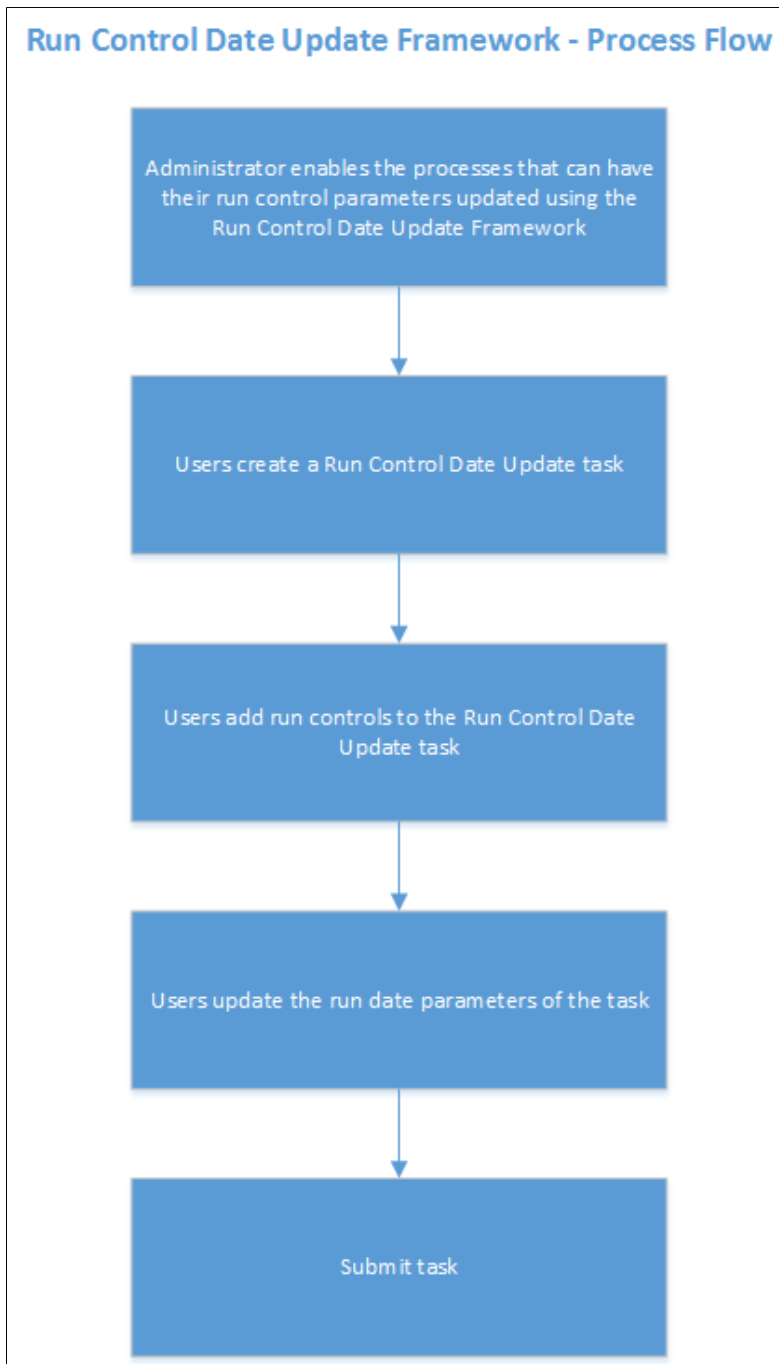 Run Control Date Update Framework - Process Flow
Administrator enables the processes that can have
their run control parameters updated using the
Run Control Date Update Framework
Users create a Run Control Date Update task
Users add run controls to the Run Control Date
Update task
Users update the run date parameters of the task
Submit task